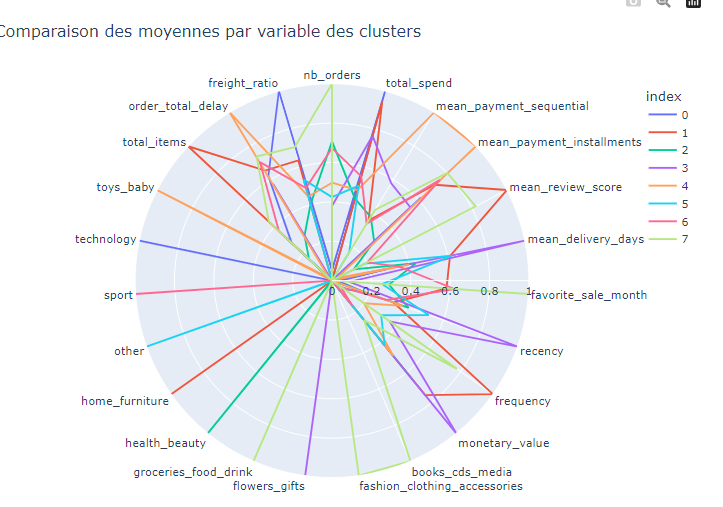 Comparaison des moyennes par variable des clusters
nb_orders
freight_ratio
total_spend
order_total_delay
mean_payment_sequential
total_items
mean_payment_installments
toys_baby
mean_review_score
technology
mean_delivery_days
sport
favorite_sale_month
0
0.2
0.4
0.6
0.8
1
other
recency
home_furniture
frequency
health_beauty
monetary_value
groceries_food_drink
books_cds_media
flowers_gifts
fashion_clothing_accessories
index
0
1
2
3
4
5
6
7